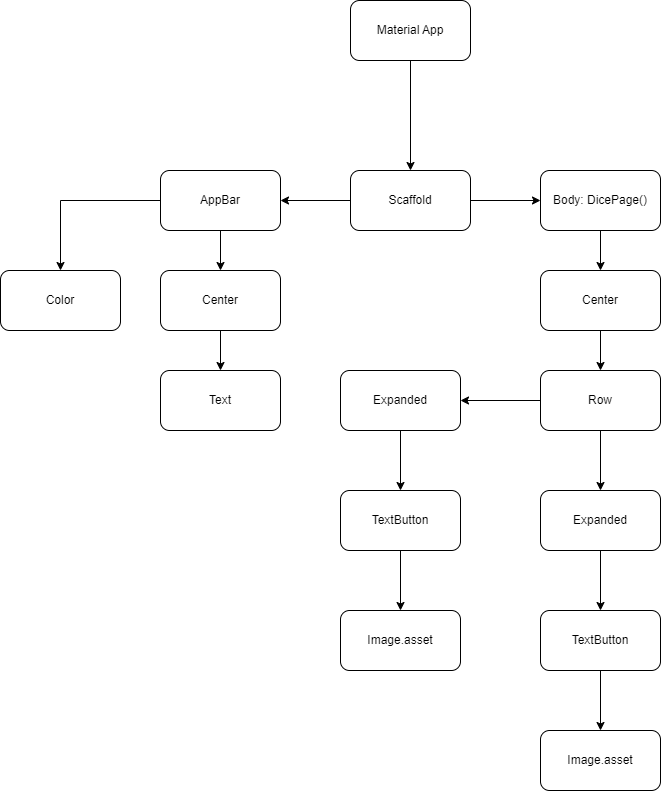 Material App
AppBar
Scaffold
Body: DicePage()
Color
Center
Center
Text
Expanded
Row
TextButton
Expanded
Image.asset
TextButton
Image.asset